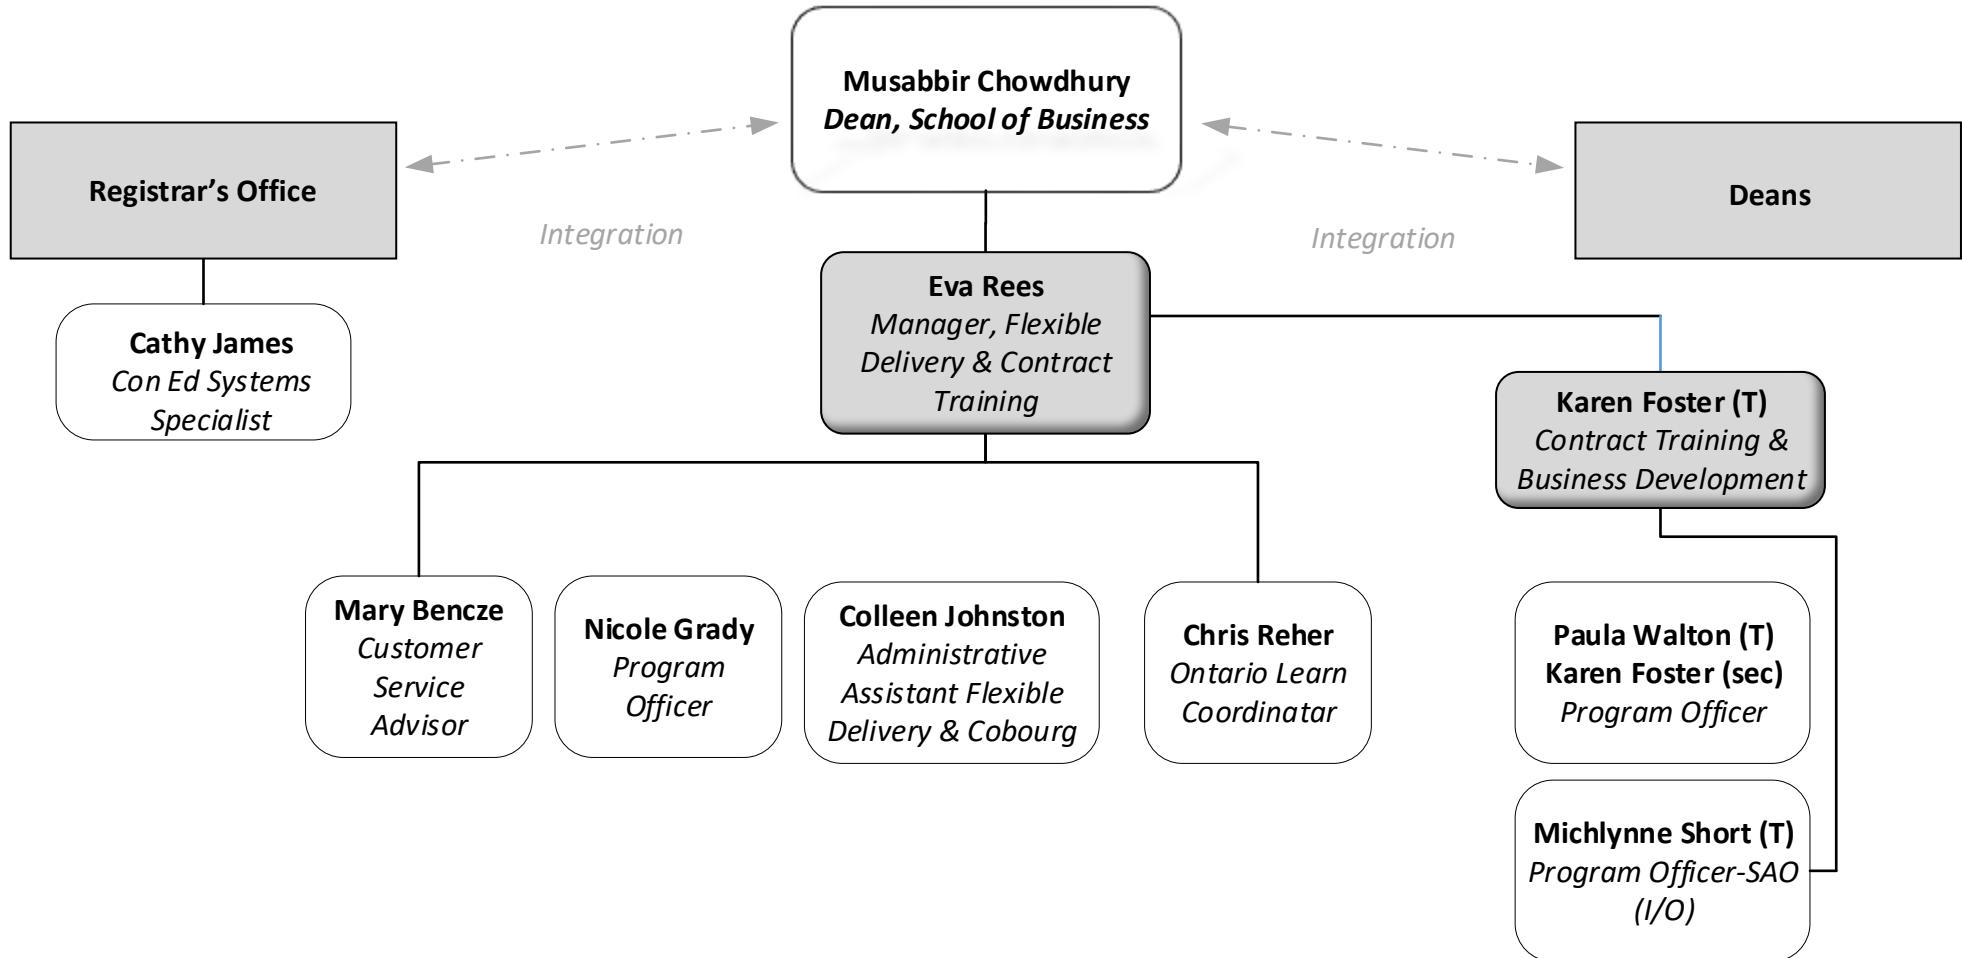 Musabbir Chowdhury
Dean, School of Business
Registrar’s Office
Deans
Integration
Integration
Cathy James
Con Ed Systems
Specialist
Eva Rees
Manager, Flexible
Delivery & Contract
Training
Karen Foster (T)
Contract Training &
Business Development
Mary Bencze
Customer
Service
Advisor
Nicole Grady
Program
Officer
Colleen Johnston
Administrative
Assistant Flexible
Delivery & Cobourg
Chris Reher
Ontario Learn
Coordinatar
Paula Walton (T)
Karen Foster (sec)
Program Officer
Michlynne Short (T)
Program Officer-SAO
(I/O)